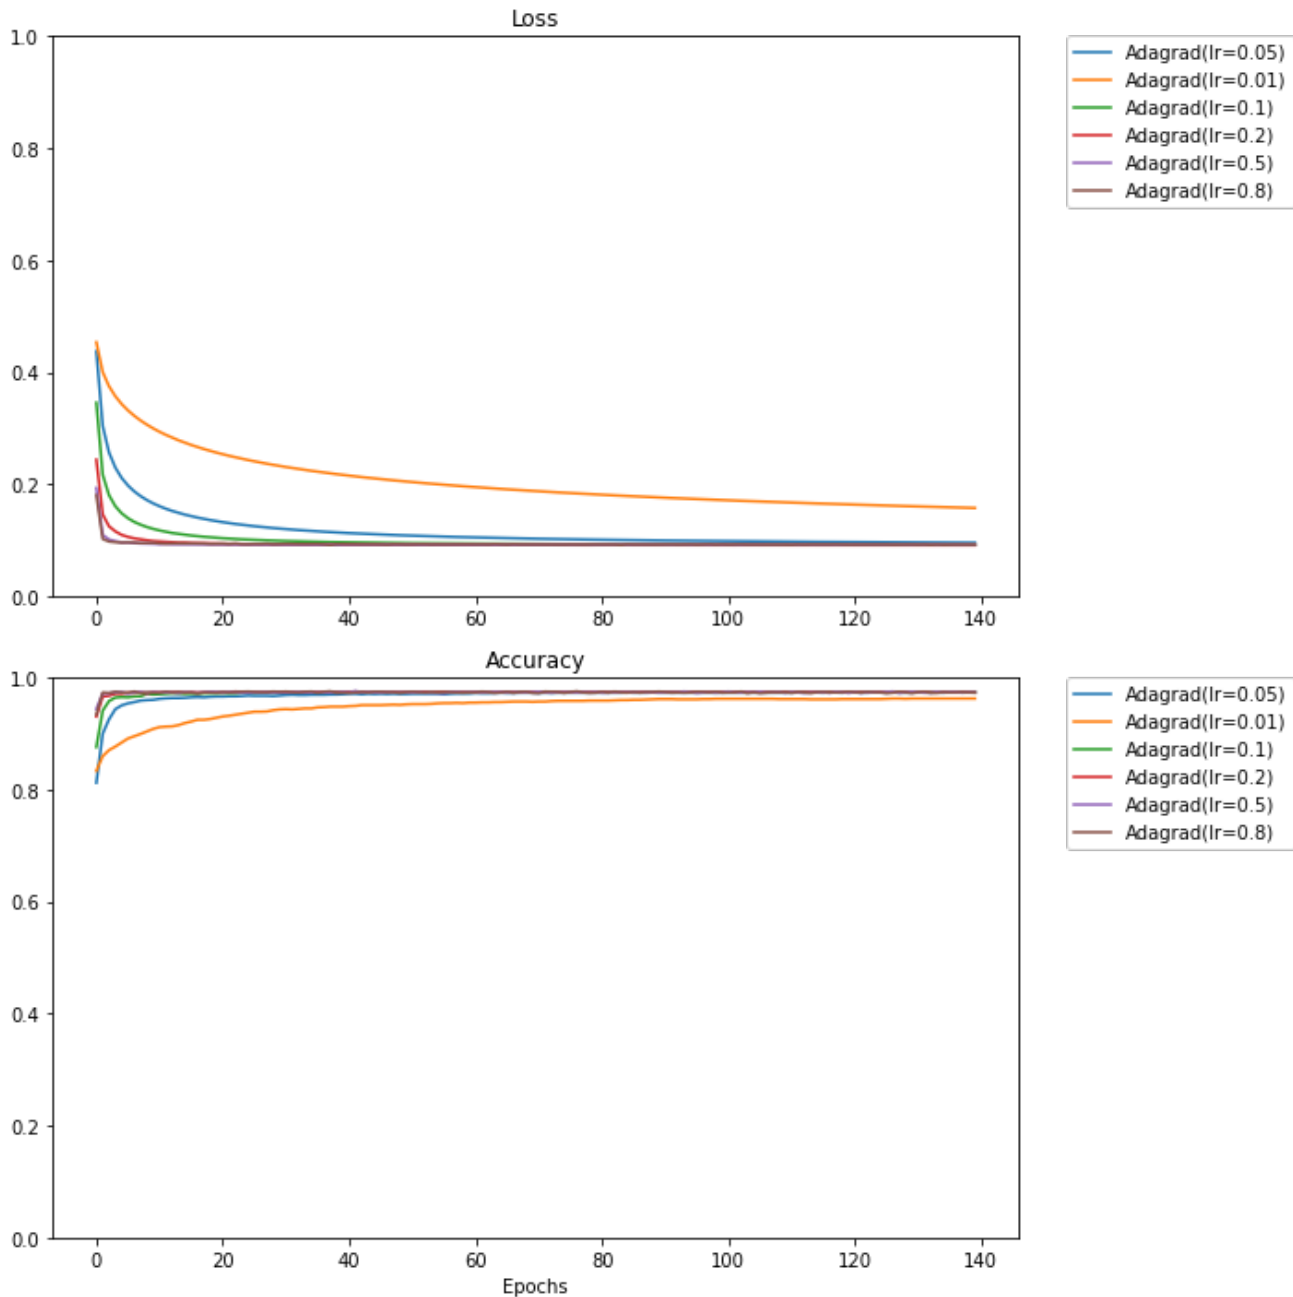 Loss
1.0
0.8
0.6
0.4
0.2
0.0
0 20 40 60 80 100 120 140
Adagrad(lr=0.05)
Adagrad(lr=0.01)
Adagrad(lr=0.1)
Adagrad(lr=0.2)
Adagrad(lr=0.5)
Adagrad(lr=0.8)
Accuracy
1.0
0.8
0.6
0.4
0.2
0.0
0 20 40 60 80 100 120 140
Epochs
Adagrad(lr=0.05)
Adagrad(lr=0.01)
Adagrad(lr=0.1)
Adagrad(lr=0.2)
Adagrad(lr=0.5)
Adagrad(lr=0.8)